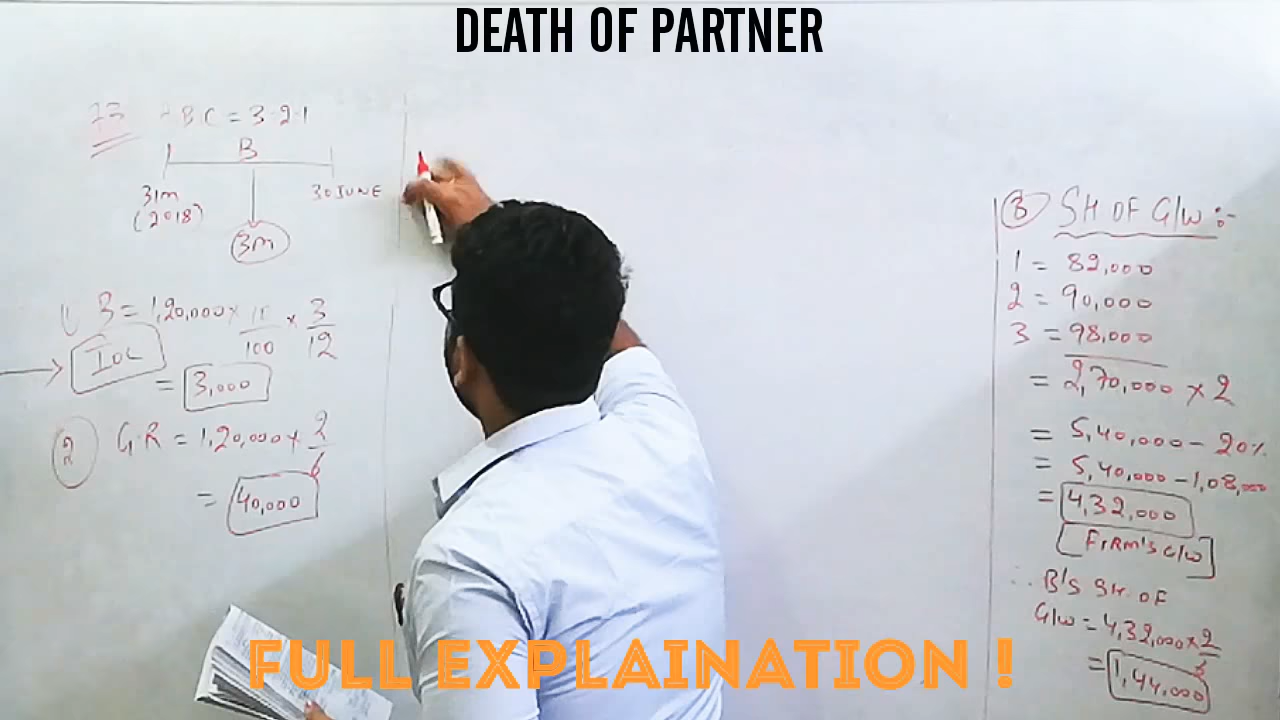 DEATH OF PARTNER
23 ABC = 3·2·1
B
31m
(2018)
30 JUNE
3m
1) B = 1,20,000 × 10/100 × 3/12
IOC
= 3,000
2 G.R = 1,20,000 × 2/6
= 40,000
3 SH OF G/W :-
1 = 82,000
2 = 90,000
3 = 98,000
= 2,70,000 × 2
= 5,40,000 - 20%
= 5,40,000 - 1,08,000
= 4,32,000
[FIRM'S G/W]
∴ B'S SH. OF
G/W = 4,32,000 × 2/6
= 1,44,000
FULL EXPLAINATION !